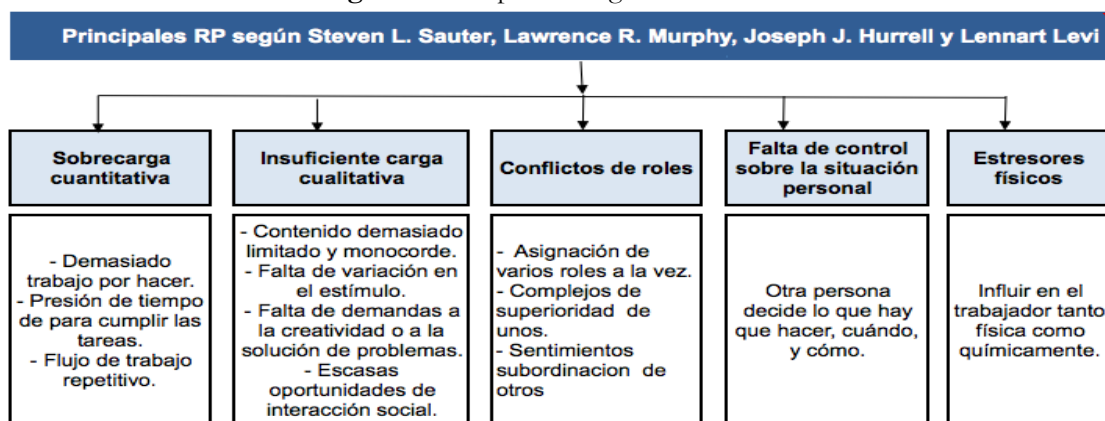 Principales RP según Steven L. Sauter, Lawrence R. Murphy, Joseph J. Hurrell y Lennart Levi
Sobrecarga
cuantitativa
Insuficiente carga
cualitativa
Conflictos de roles
Falta de control
sobre la situación
personal
Estresores
físicos
- Demasiado
trabajo por hacer.
- Presión de tiempo
de para cumplir las
tareas.
- Flujo de trabajo
repetitivo.
- Contenido demasiado
limitado y monocorde.
- Falta de variación en
el estímulo.
- Falta de demandas a
la creatividad o a la
solución de problemas.
- Escasas
oportunidades de
interacción social.
- Asignación de
varios roles a la vez.
- Complejos de
superioridad de
unos.
- Sentimientos
subordinacion de
otros
Otra persona
decide lo que hay
que hacer, cuándo,
y cómo.
Influir en el
trabajador tanto
física como
químicamente.